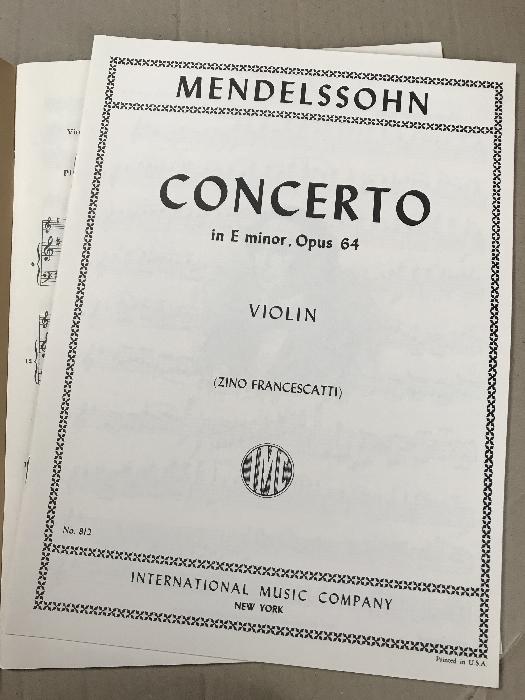 MENDELSSOHN
CONCERTO
in E minor, Opus 64
VIOLIN
(ZINO FRANCESCATTI)
IMC
No. 812
INTERNATIONAL MUSIC COMPANY
NEW YORK
Printed in U.S.A.